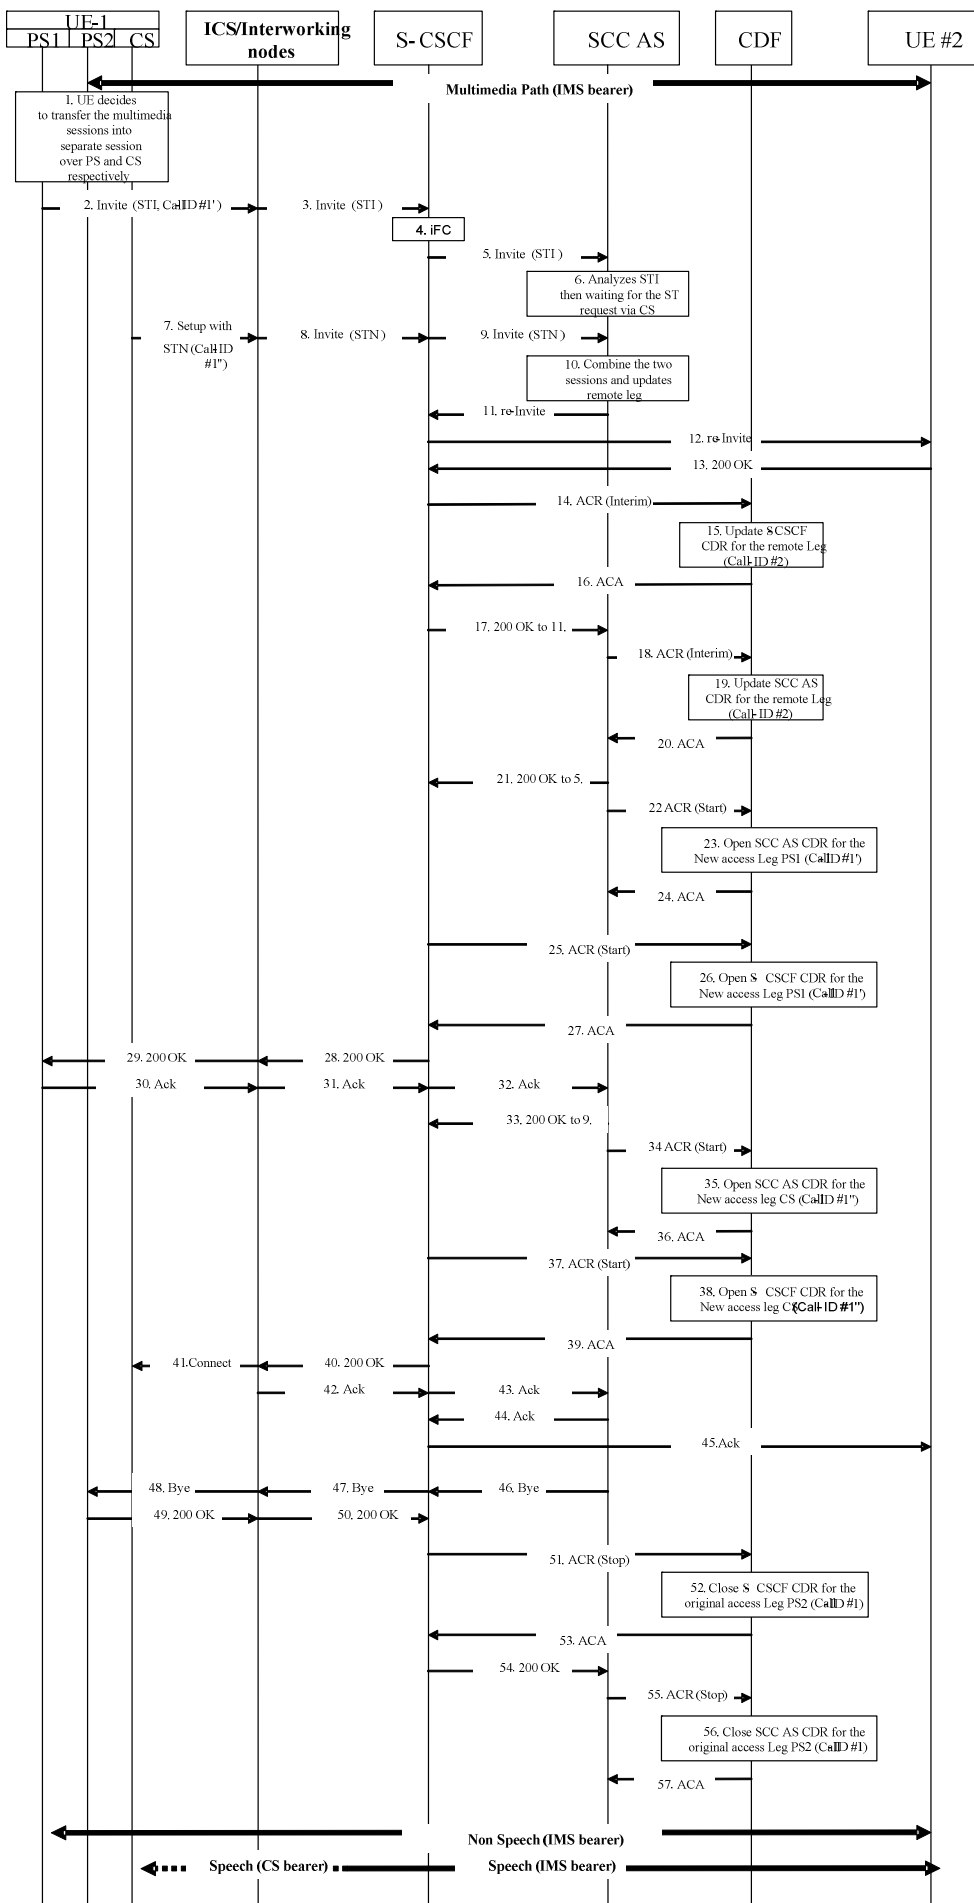 UE-1
PS1 PS2 CS
ICS/Interworking
nodes
S- CSCF
SCC AS
CDF
UE #2
Multimedia Path (IMS bearer)
1. UE decides
to transfer the multimedia
sessions into
separate session
over PS and CS
respectively
2. Invite (STI, Call-ID #1')
3. Invite (STI)
4. iFC
5. Invite (STI)
6. Analyzes STI
then waiting for the ST
request via CS
7. Setup with
STN (Call-ID
#1'')
8. Invite (STN)
9. Invite (STN)
10. Combine the two
sessions and updates
remote leg
11. re-Invite
12. re-Invite
13. 200 OK
14. ACR (Interim)
15. Update S-CSCF
CDR for the remote Leg
(Call-ID #2)
16. ACA
17. 200 OK to 11.
18. ACR (Interim)
19. Update SCC AS
CDR for the remote Leg
(Call-ID #2)
20. ACA
21. 200 OK to 5.
22 ACR (Start)
23. Open SCC AS CDR for the
New access Leg PS1 (Call-ID #1')
24. ACA
25. ACR (Start)
26. Open S- CSCF CDR for the
New access Leg PS1 (Call-ID #1')
27. ACA
29. 200 OK
28. 200 OK
30. Ack
31. Ack
32. Ack
33. 200 OK to 9.
34 ACR (Start)
35. Open SCC AS CDR for the
New access leg CS (Call-ID #1'')
36. ACA
37. ACR (Start)
38. Open S- CSCF CDR for the
New access leg CS (Call-ID #1'')
39. ACA
41.Connect
40. 200 OK
42. Ack
43. Ack
44. Ack
45.Ack
48. Bye
47. Bye
46. Bye
49. 200 OK
50. 200 OK
51. ACR (Stop)
52. Close S- CSCF CDR for the
original access Leg PS2 (Call-ID #1)
53. ACA
54. 200 OK
55. ACR (Stop)
56. Close SCC AS CDR for the
original access Leg PS2 (Call-ID #1)
57. ACA
Non Speech (IMS bearer)
Speech (CS bearer)
Speech (IMS bearer)